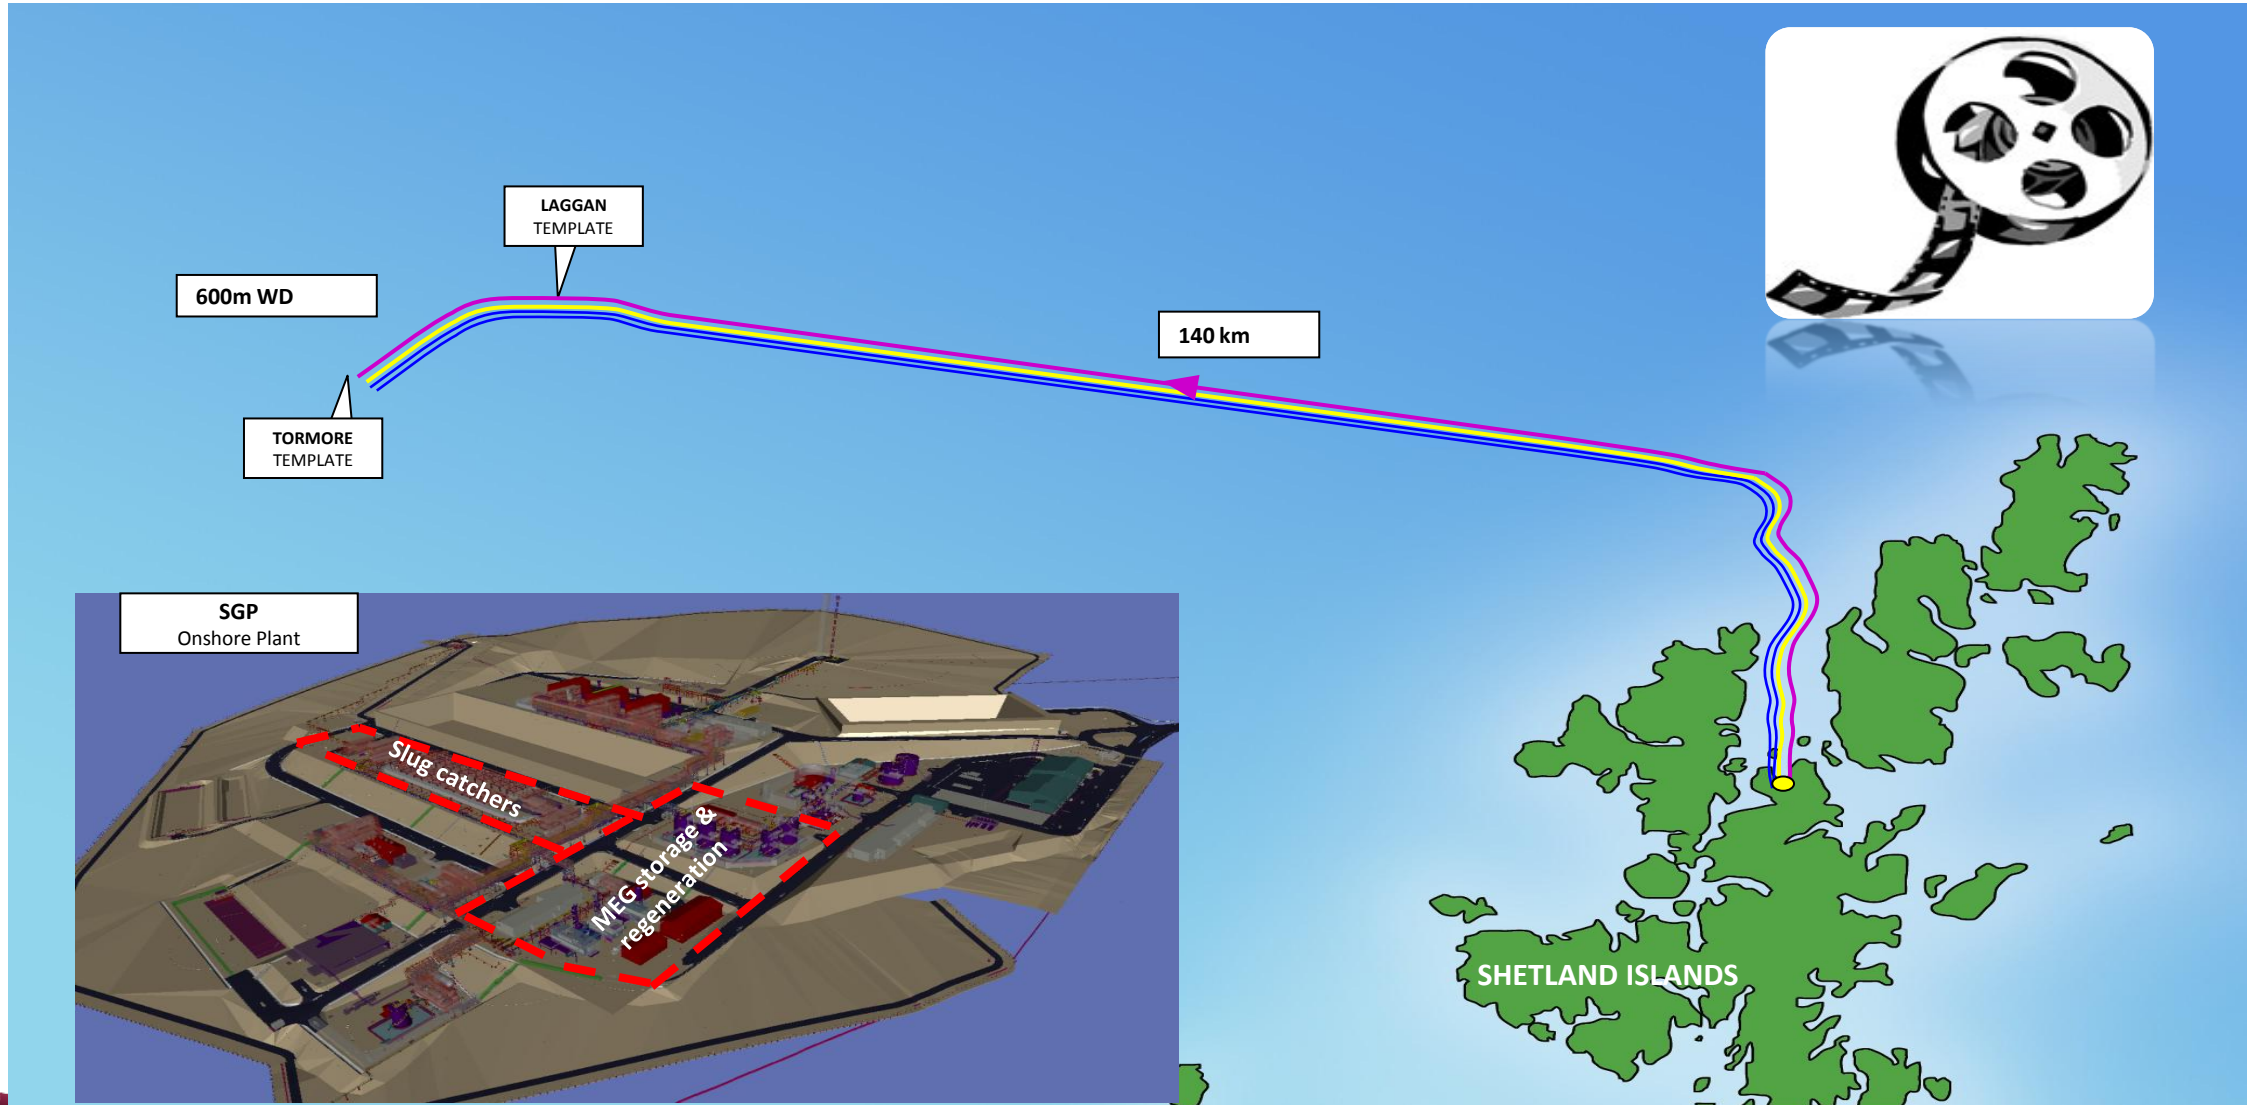 LAGGAN
TEMPLATE
600m WD
140 km
TORMORE
TEMPLATE
SGP
Onshore Plant
Slug catchers
MEG storage &
regeneration
SHETLAND ISLANDS